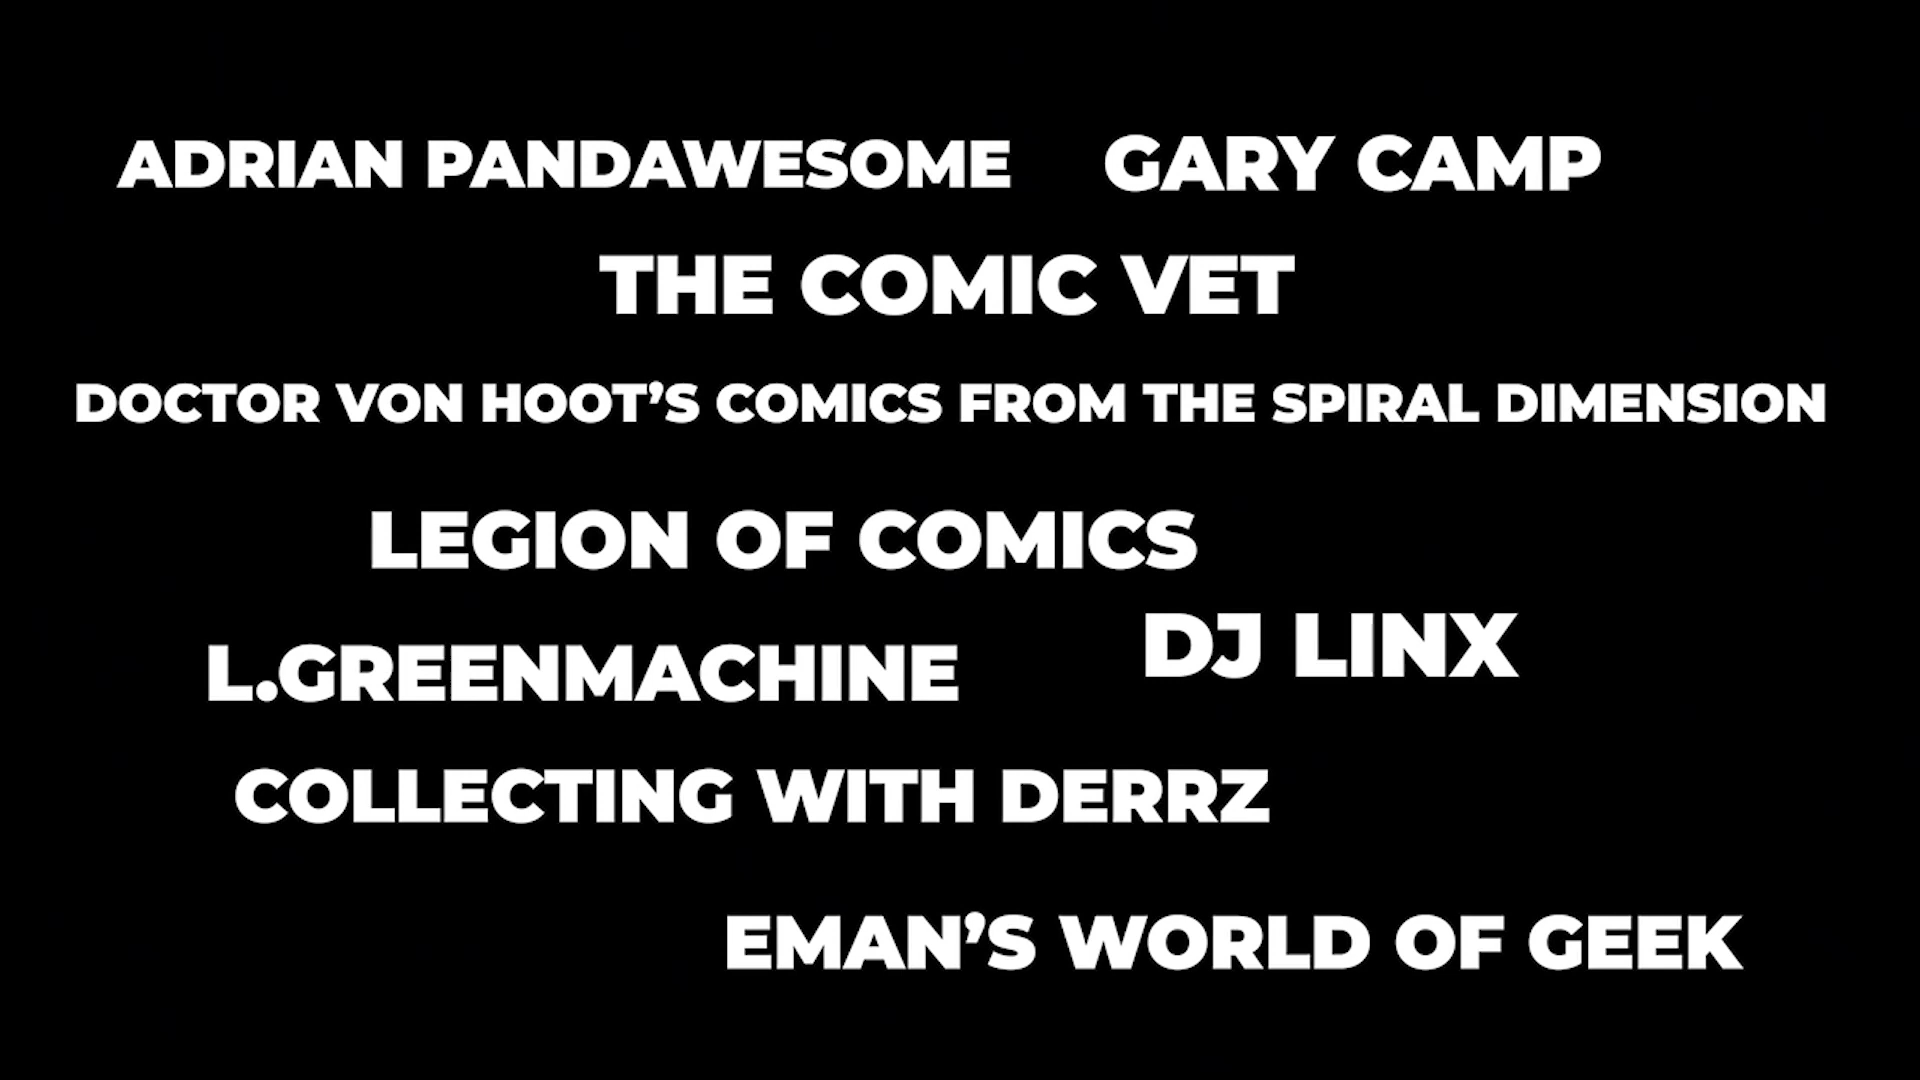 ADRIAN PANDAWESOME
GARY CAMP
THE COMIC VET
DOCTOR VON HOOT’S COMICS FROM THE SPIRAL DIMENSION
LEGION OF COMICS
DJ LINX
L.GREENMACHINE
COLLECTING WITH DERRZ
EMAN’S WORLD OF GEEK